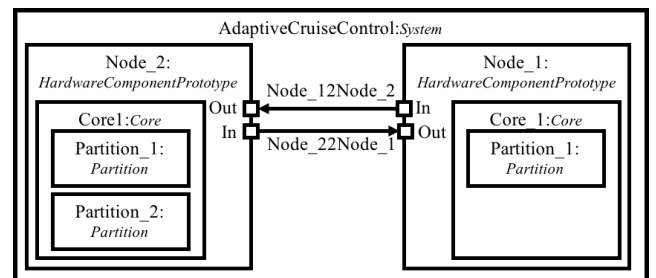 AdaptiveCruiseControl:System
Node_2:
HardwareComponentPrototype
Core1:Core
Partition_1:
Partition
Partition_2:
Partition
Out
In
Node_12Node_2
Node_22Node_1
In
Out
Node_1:
HardwareComponentPrototype
Core_1:Core
Partition_1:
Partition